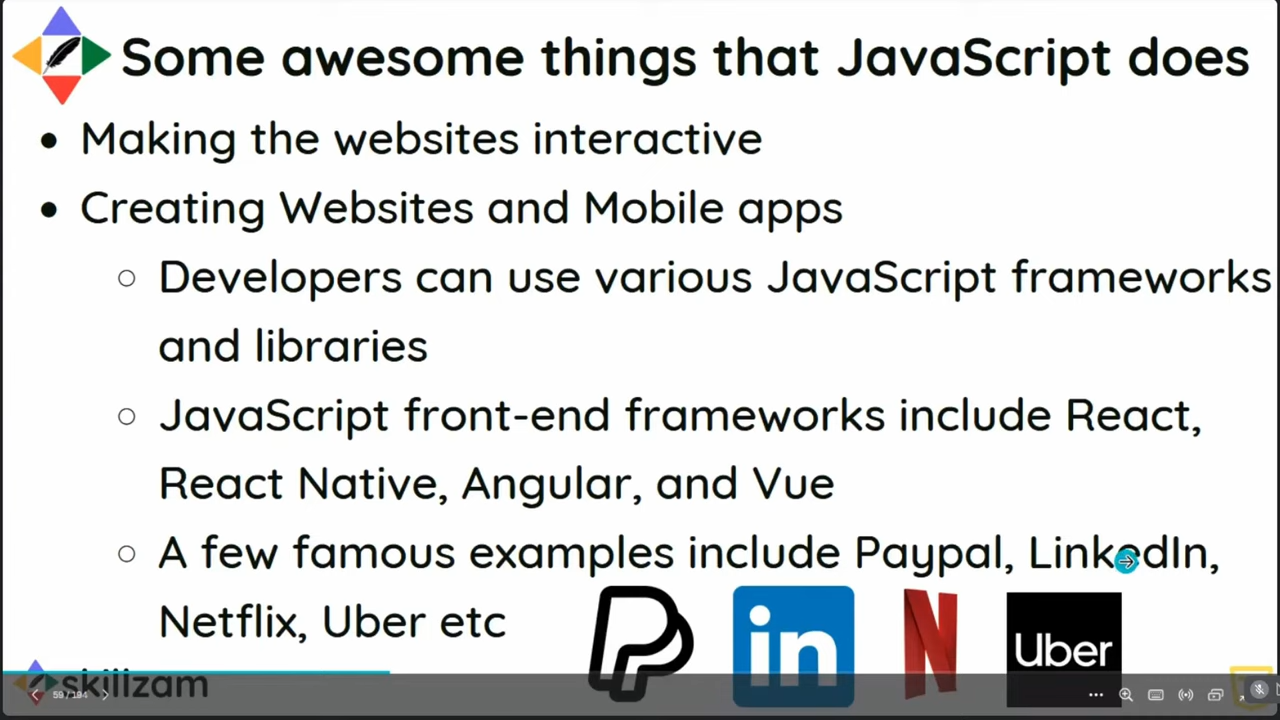 Some awesome things that JavaScript does
Making the websites interactive
Creating Websites and Mobile apps
Developers can use various JavaScript frameworks
and libraries
JavaScript front-end frameworks include React,
React Native, Angular, and Vue
A few famous examples include Paypal, LinkedIn,
Netflix, Uber etc
in
N
Uber
skillzam
59 / 194